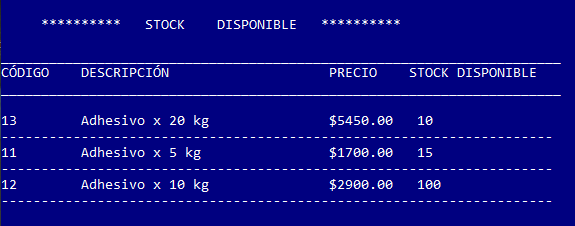 ********** STOCK DISPONIBLE **********
CÓDIGO DESCRIPCIÓN PRECIO STOCK DISPONIBLE
13 Adhesivo x 20 kg $5450.00 10
11 Adhesivo x 5 kg $1700.00 15
12 Adhesivo x 10 kg $2900.00 100